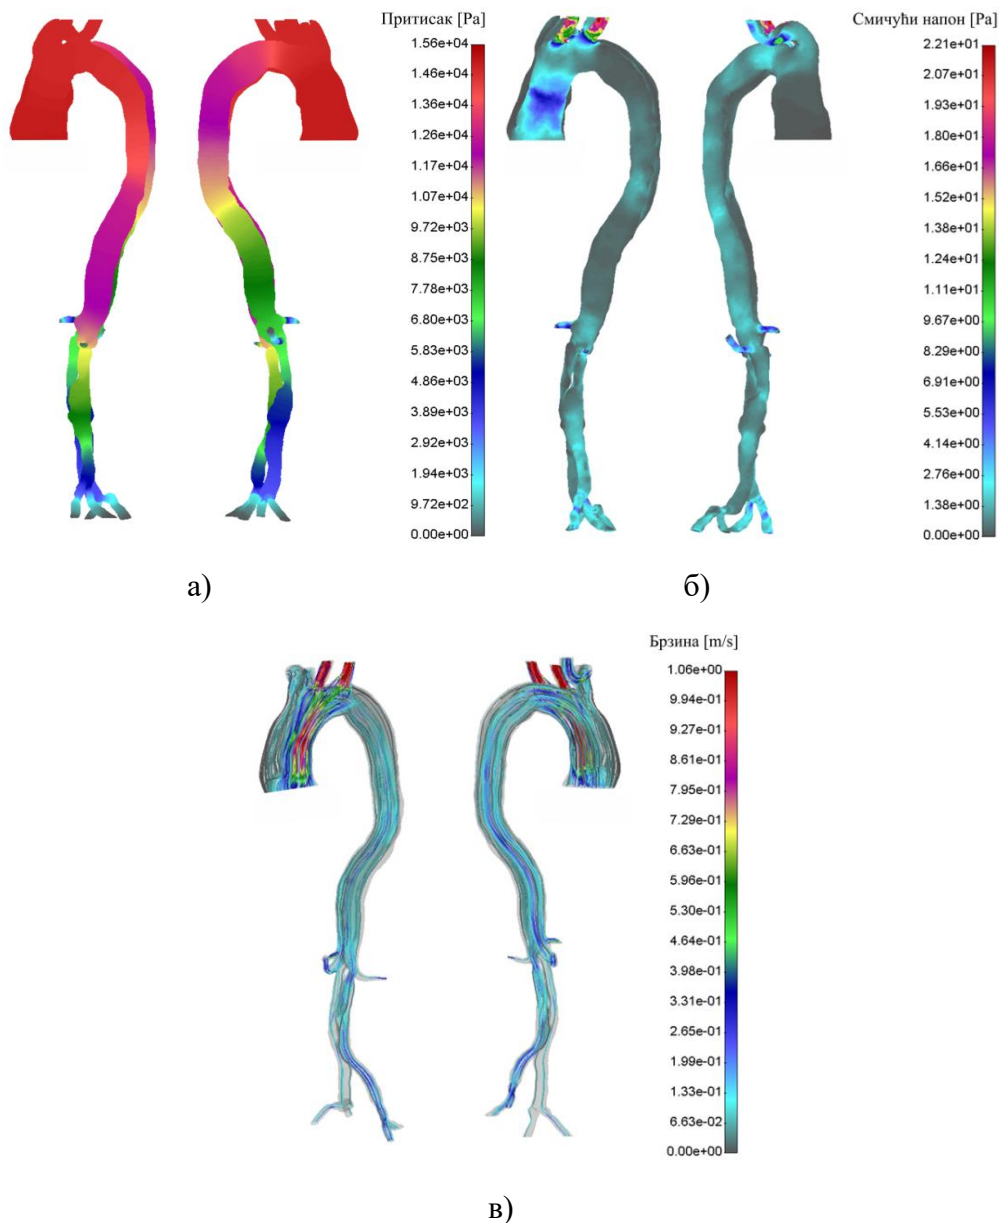 Притисак [Pa]
1.56e+04
1.46e+04
1.36e+04
1.26e+04
1.17e+04
1.07e+04
9.72e+03
8.75e+03
7.78e+03
6.80e+03
5.83e+03
4.86e+03
3.89e+03
2.92e+03
1.94e+03
9.72e+02
0.00e+00
а)
Смичући напон [Pa]
2.21e+01
2.07e+01
1.93e+01
1.80e+01
1.66e+01
1.52e+01
1.38e+01
1.24e+01
1.11e+01
9.67e+00
8.29e+00
6.91e+00
5.53e+00
4.14e+00
2.76e+00
1.38e+00
0.00e+00
б)
Брзина [m/s]
1.06e+00
9.94e-01
9.27e-01
8.61e-01
7.95e-01
7.29e-01
6.63e-01
5.96e-01
5.30e-01
4.64e-01
3.98e-01
3.31e-01
2.65e-01
1.99e-01
1.33e-01
6.63e-02
0.00e+00
в)